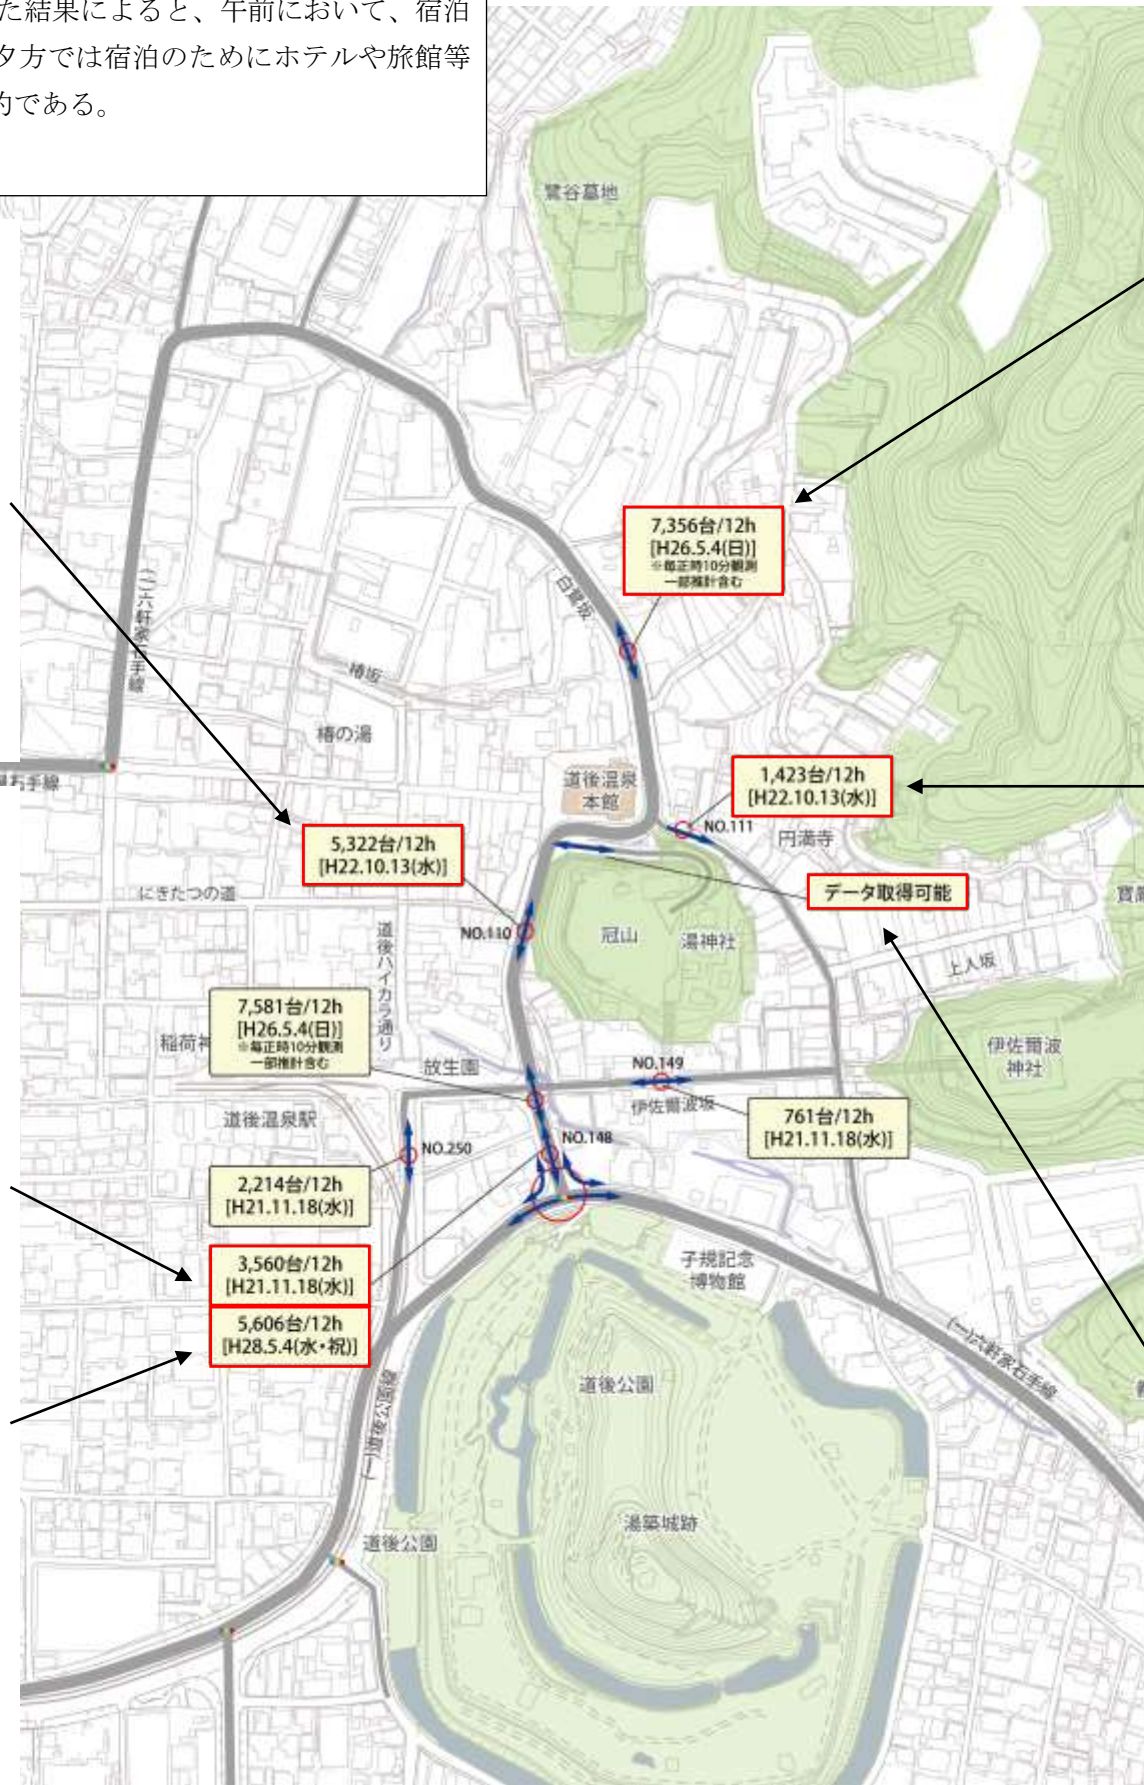 た結果によると、午前において、宿泊
夕方では宿泊のためにホテルや旅館等
的である。
鷺谷墓地
7,356台/12h
[H26.5.4(日)]
※毎正時10分観測
一部推計含む
白鷺坂
(一)六軒家石手線
椿坂
椿の湯
石手線
道後温泉
本館
1,423台/12h
[H22.10.13(水)]
NO.111
円満寺
5,322台/12h
[H22.10.13(水)]
データ取得可能
にきたつの道
NO.110
道後ハイカラ通り
冠山
湯神社
上人坂
7,581台/12h
[H26.5.4(日)]
※毎正時10分観測
一部推計含む
稲荷神
放生園
NO.149
伊佐爾波坂
伊佐爾波
神社
道後温泉駅
NO.250
NO.148
761台/12h
[H21.11.18(水)]
2,214台/12h
[H21.11.18(水)]
3,560台/12h
[H21.11.18(水)]
5,606台/12h
[H28.5.4(水・祝)]
子規記念
博物館
(一)六軒家石手線
道後公園
(一)道後公園線
湯築城跡
道後公園